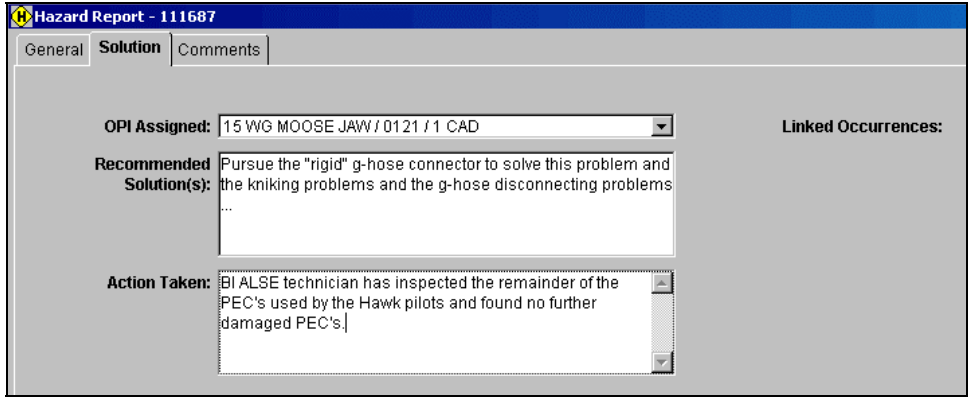 H Hazard Report - 111687
General Solution Comments
OPI Assigned: 15 WG MOOSE JAW / 0121 / 1 CAD Linked Occurrences:
Recommended Pursue the "rigid" g-hose connector to solve this problem and
Solution(s): the kniking problems and the g-hose disconnecting problems
...
Action Taken: BI ALSE technician has inspected the remainder of the
PEC's used by the Hawk pilots and found no further
damaged PEC's.